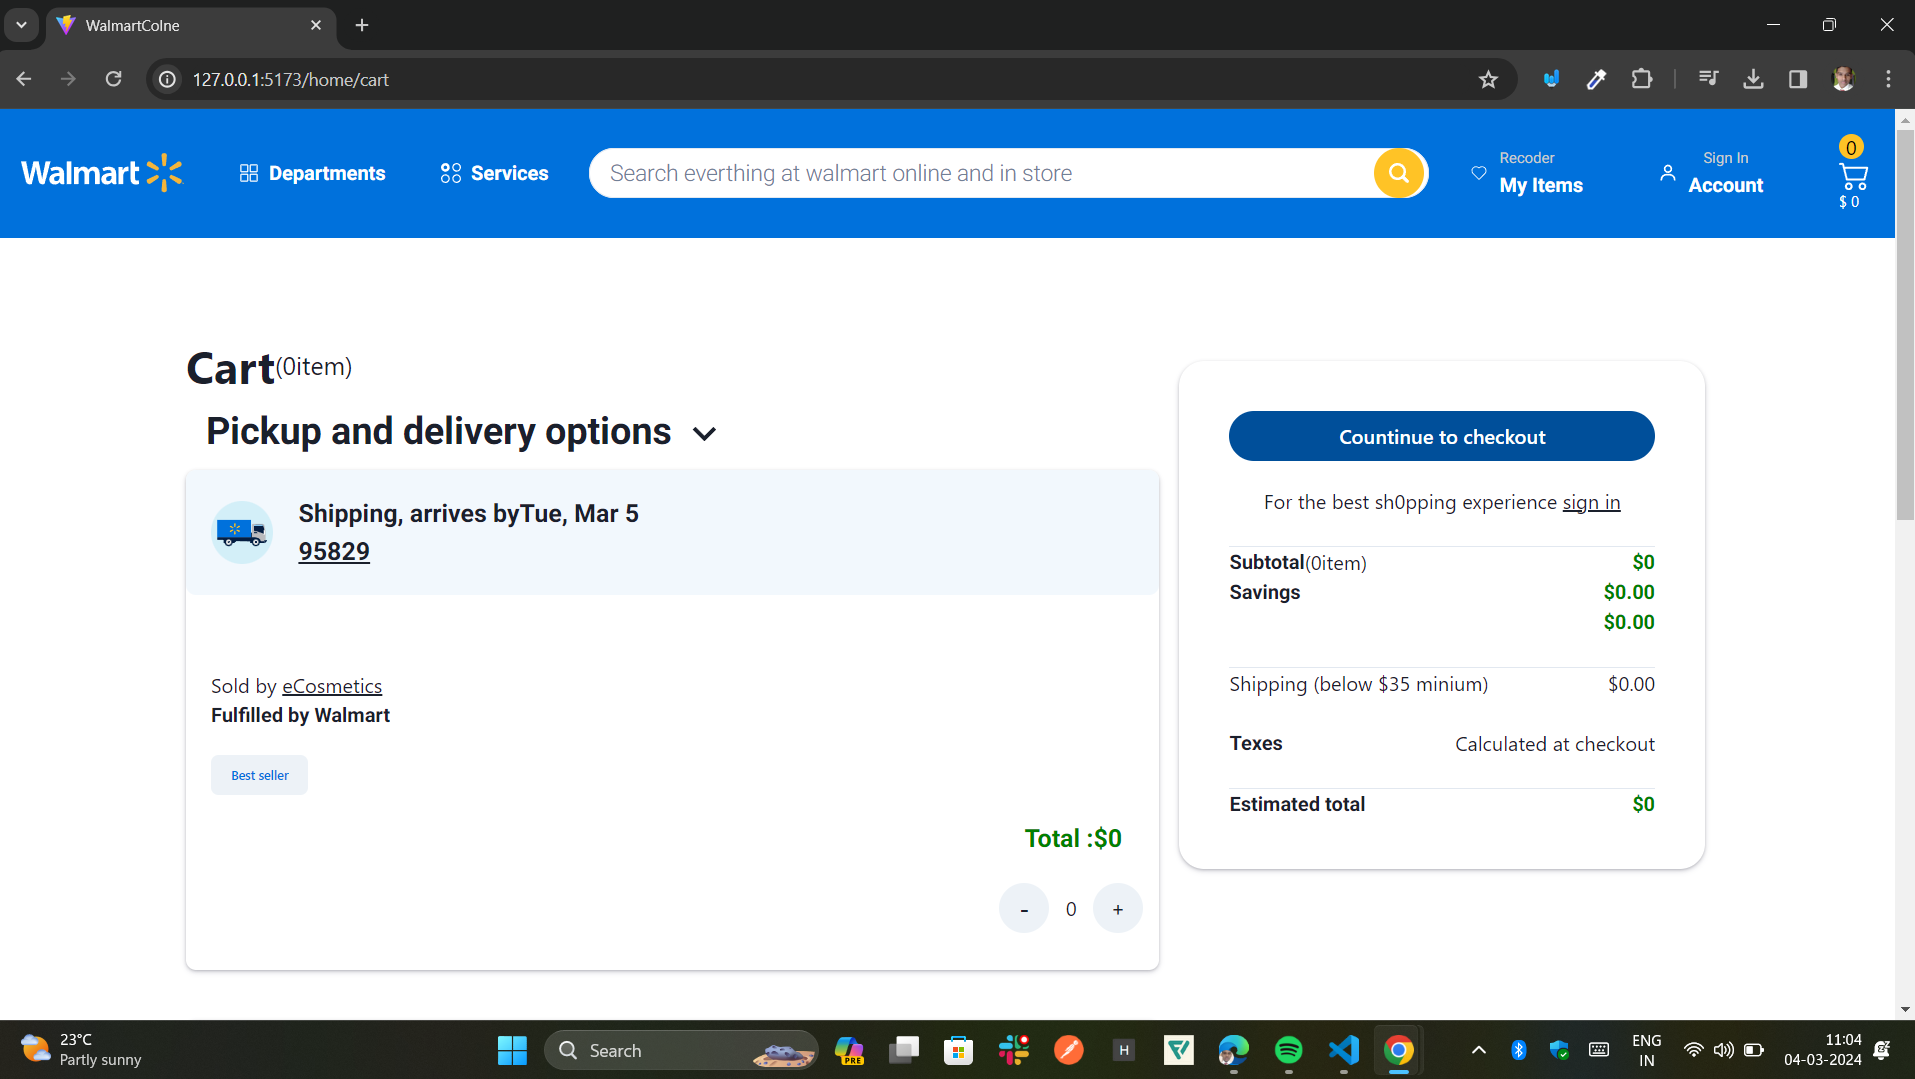 WalmartColne
127.0.0.1:5173/home/cart
Walmart
Departments
Services
Search everthing at walmart online and in store
Recoder
My Items
Sign In
Account
0
$ 0
Cart(0item)
Pickup and delivery options
Shipping, arrives byTue, Mar 5
95829
Sold by eCosmetics
Fulfilled by Walmart
Best seller
Total :$0
- 0 +
Countinue to checkout
For the best sh0pping experience sign in
Subtotal(0item) $0
Savings $0.00
$0.00
Shipping (below $35 minium) $0.00
Texes Calculated at checkout
Estimated total $0
23°C
Partly sunny
Search
PRE
H
ENG
IN
11:04
04-03-2024